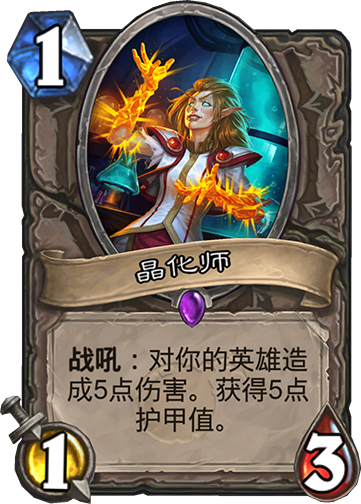 1
晶化师
战吼：对你的英雄造
成5点伤害。获得5点
护甲值。
1
3